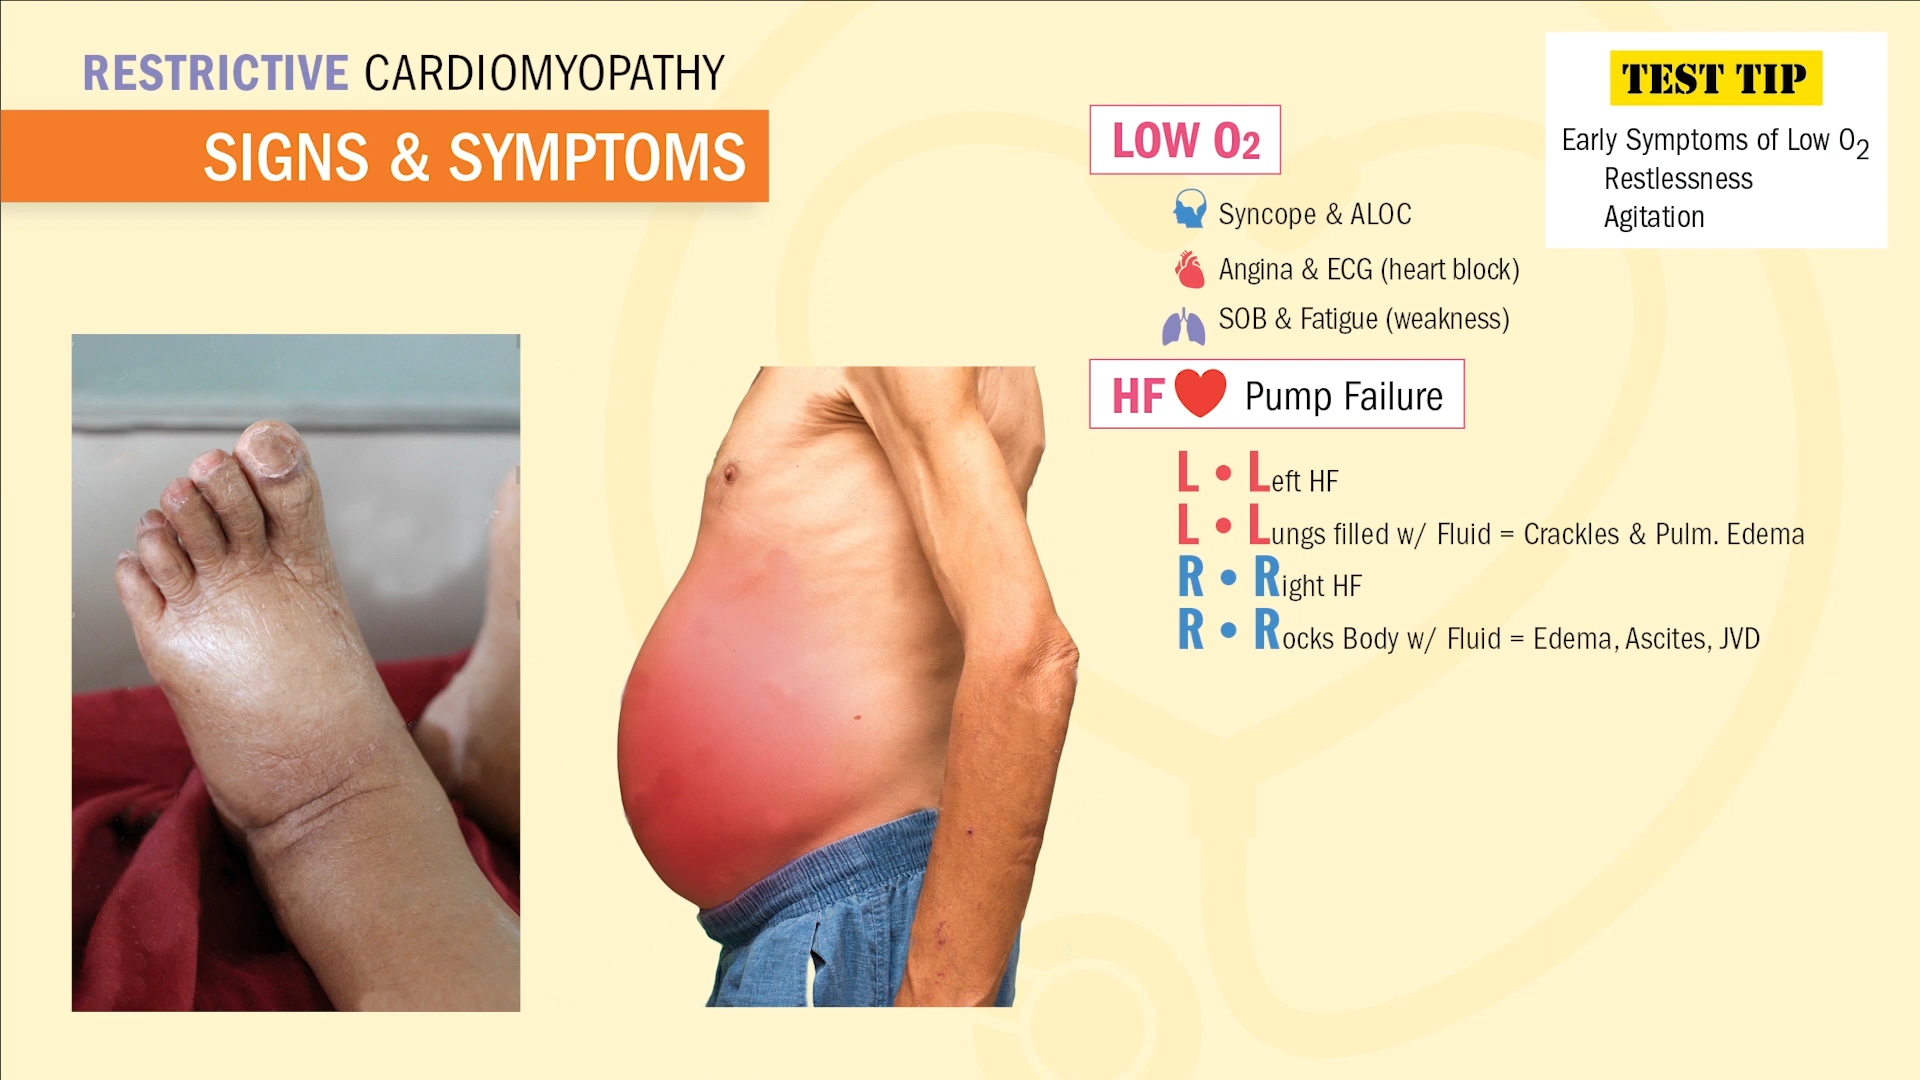 RESTRICTIVE CARDIOMYOPATHY
SIGNS & SYMPTOMS
LOW O2
Syncope & ALOC
Angina & ECG (heart block)
SOB & Fatigue (weakness)
HF Pump Failure
L • Left HF
L • Lungs filled w/ Fluid = Crackles & Pulm. Edema
R • Right HF
R • Rocks Body w/ Fluid = Edema, Ascites, JVD
TEST TIP
Early Symptoms of Low O2
Restlessness
Agitation